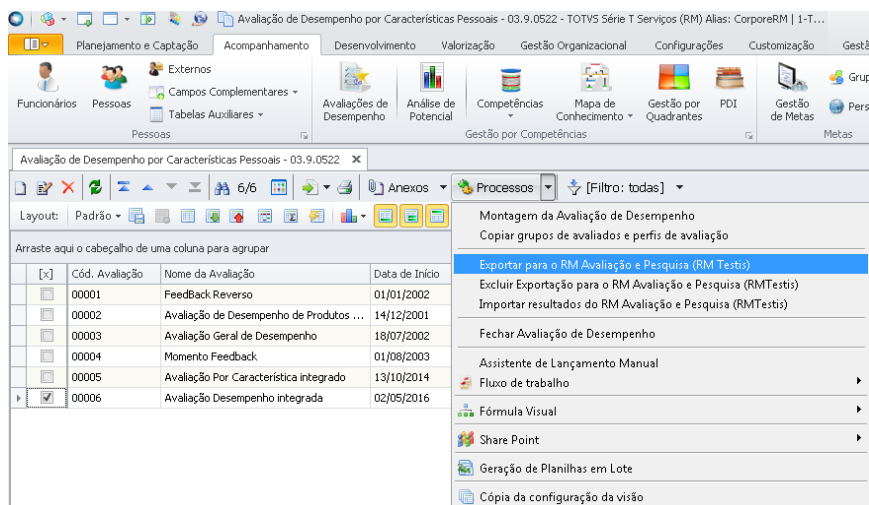 Avaliação de Desempenho por Características Pessoais - 03.9.0522 - TOTVS Série T Serviços (RM) Alias: CorporeRM | 1-T...
Planejamento e Captação Acompanhamento Desenvolvimento Valorização Gestão Organizacional Configurações Customização Gestã
Funcionários Pessoas
Externos
Campos Complementares
Tabelas Auxiliares
Avaliações de Desempenho
Análise de Potencial
Competências
Mapa de Conhecimento
Gestão por Quadrantes
PDI
Gestão de Metas
Grup
Pers
Pessoas Gestão por Competências Metas
Avaliação de Desempenho por Características Pessoais - 03.9.0522 X
6/6 Anexos Processos [Filtro: todas]
Layout: Padrão
Arraste aqui o cabeçalho de uma coluna para agrupar
[x] Cód. Avaliação Nome da Avaliação Data de Início
00001 FeedBack Reverso 01/01/2002
00002 Avaliação de Desempenho de Produtos ... 14/12/2001
00003 Avaliação Geral de Desempenho 18/07/2002
00004 Momento Feedback 01/08/2003
00005 Avaliação Por Característica integrado 13/10/2014
00006 Avaliação Desempenho integrada 02/05/2016
Montagem da Avaliação de Desempenho
Copiar grupos de avaliados e perfis de avaliação
Exportar para o RM Avaliação e Pesquisa (RM Testis)
Excluir Exportação para o RM Avaliação e Pesquisa (RMTestis)
Importar resultados do RM Avaliação e Pesquisa (RMTestis)
Fechar Avaliação de Desempenho
Assistente de Lançamento Manual
Fluxo de trabalho
Fórmula Visual
Share Point
Geração de Planilhas em Lote
Cópia da configuração da visão